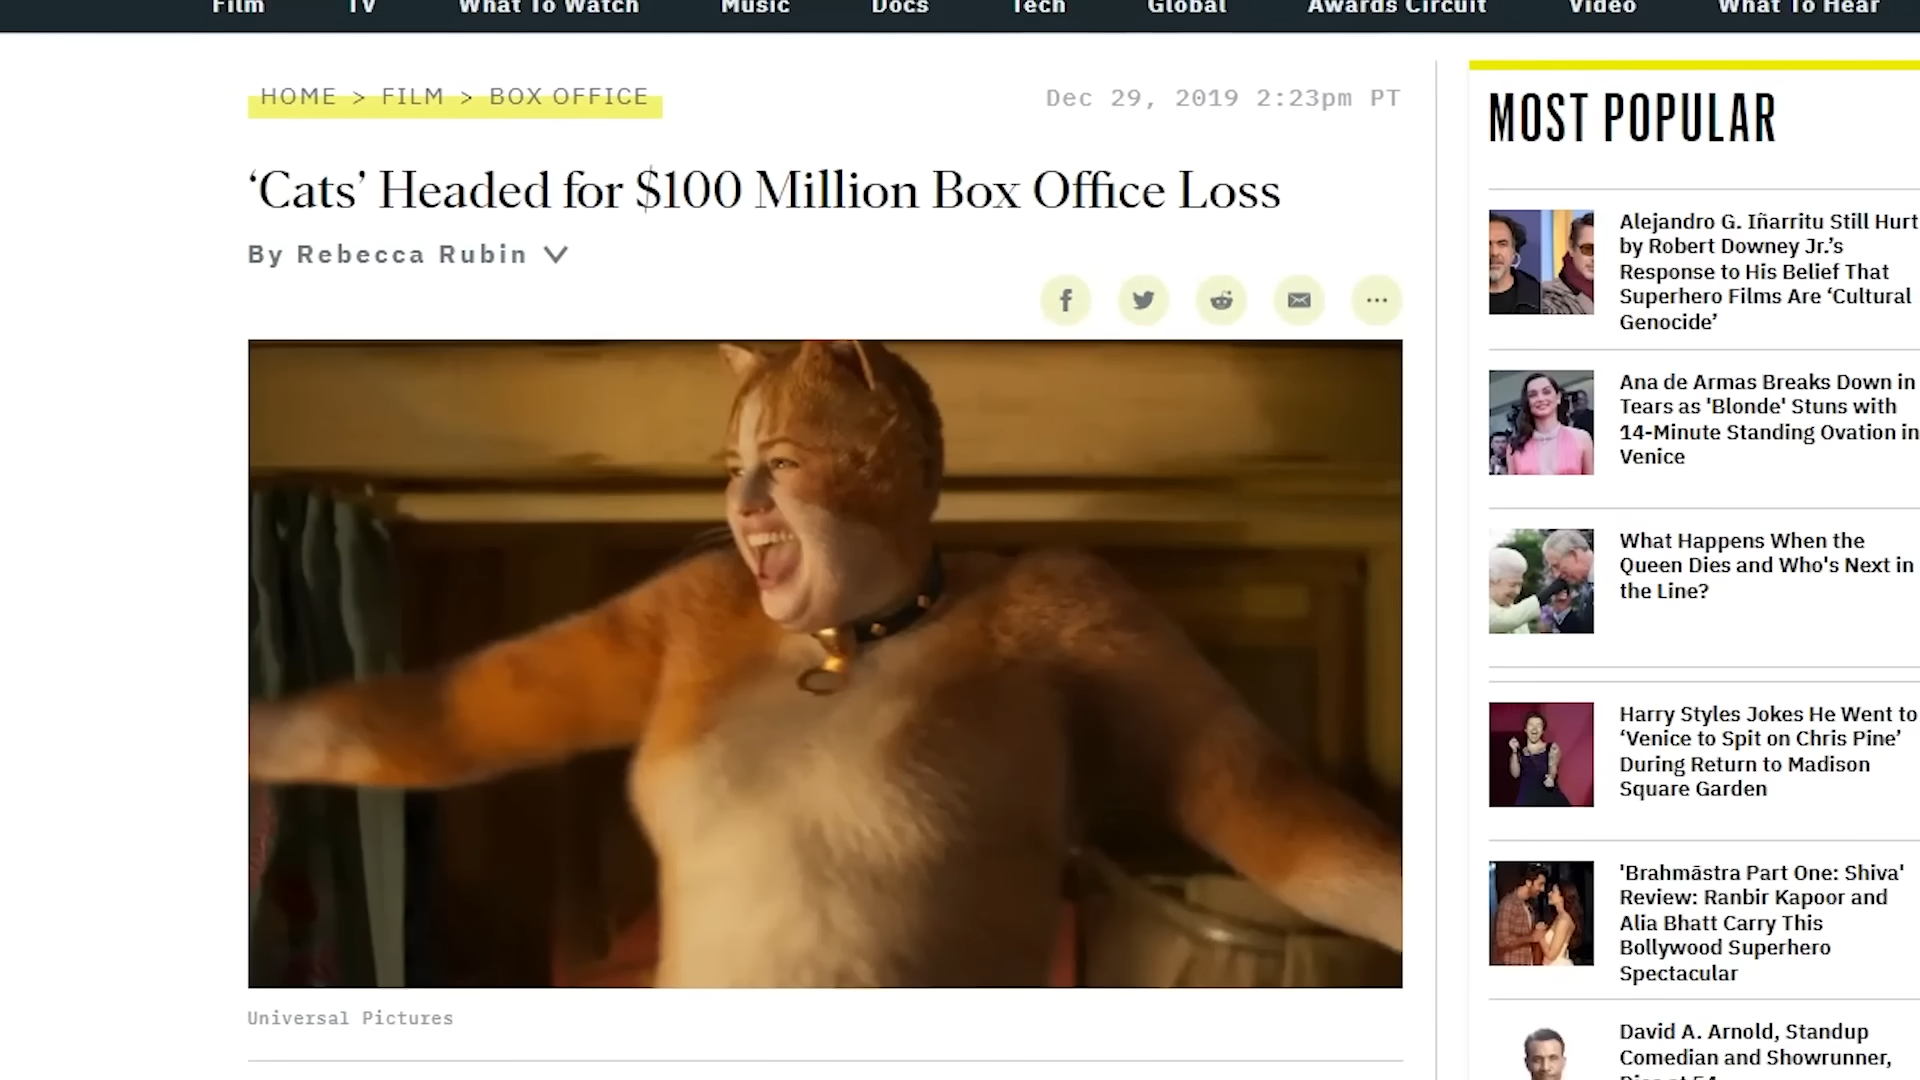 Film TV What To Watch Music Docs Tech Global Awards Circuit Video What To Hear
HOME > FILM > BOX OFFICE
Dec 29, 2019 2:23pm PT
‘Cats’ Headed for $100 Million Box Office Loss
By Rebecca Rubin
Universal Pictures
MOST POPULAR
Alejandro G. Iñarritu Still Hurt
by Robert Downey Jr.’s
Response to His Belief That
Superhero Films Are ‘Cultural
Genocide’
Ana de Armas Breaks Down in
Tears as 'Blonde' Stuns with
14-Minute Standing Ovation in
Venice
What Happens When the
Queen Dies and Who's Next in
the Line?
Harry Styles Jokes He Went to
‘Venice to Spit on Chris Pine’
During Return to Madison
Square Garden
'Brahmāstra Part One: Shiva'
Review: Ranbir Kapoor and
Alia Bhatt Carry This
Bollywood Superhero
Spectacular
David A. Arnold, Standup
Comedian and Showrunner,